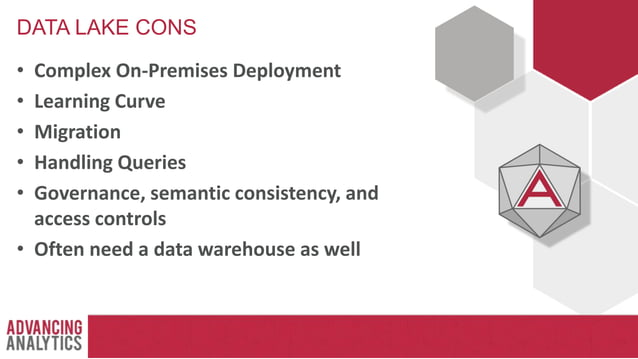 DATA LAKE CONS
• Complex On-Premises Deployment
• Learning Curve
• Migration
• Handling Queries
• Governance, semantic consistency, and
access controls
• Often need a data warehouse as well
A
ADVANCING
ANALYTICS